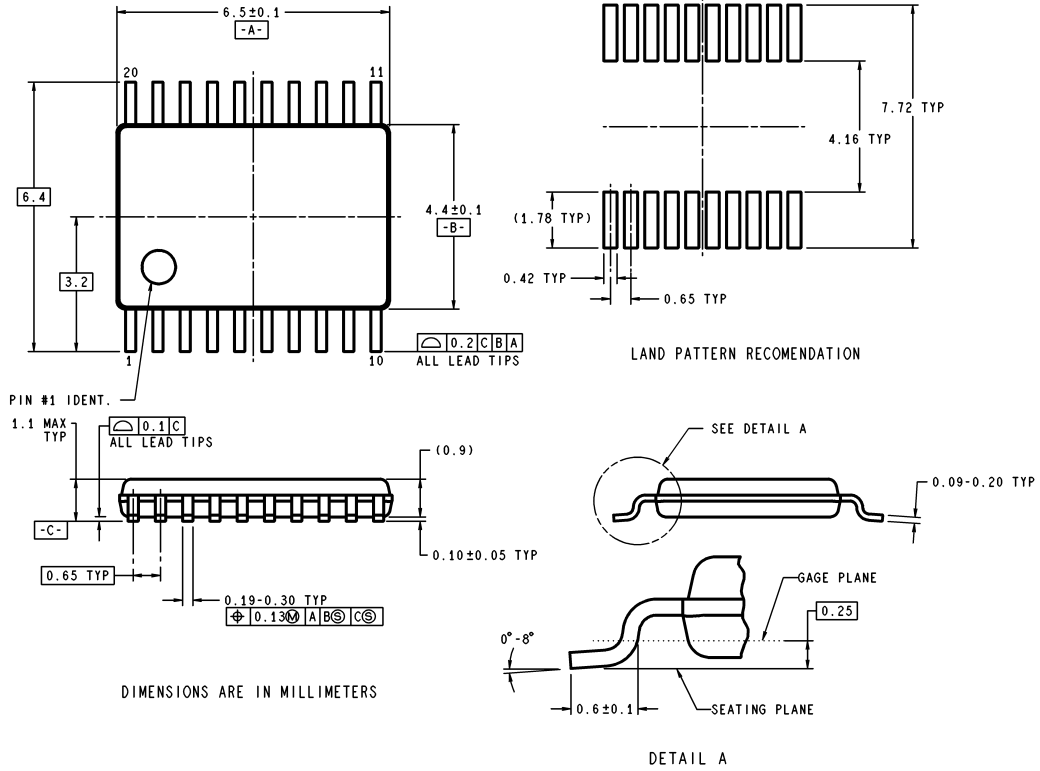 6.5±0.1
-A-
20
11
6.4
3.2
4.4±0.1
-B-
1
10
0.2 C B A
ALL LEAD TIPS
PIN #1 IDENT.
7.72 TYP
4.16 TYP
(1.78 TYP)
0.42 TYP
0.65 TYP
LAND PATTERN RECOMENDATION
1.1 MAX
TYP
0.1 C
ALL LEAD TIPS
(0.9)
-C-
0.10±0.05 TYP
0.65 TYP
0.19-0.30 TYP
⌖ 0.13Ⓜ A BⓈ CⓈ
SEE DETAIL A
0.09-0.20 TYP
GAGE PLANE
0.25
0°-8°
0.6±0.1
SEATING PLANE
DIMENSIONS ARE IN MILLIMETERS
DETAIL A